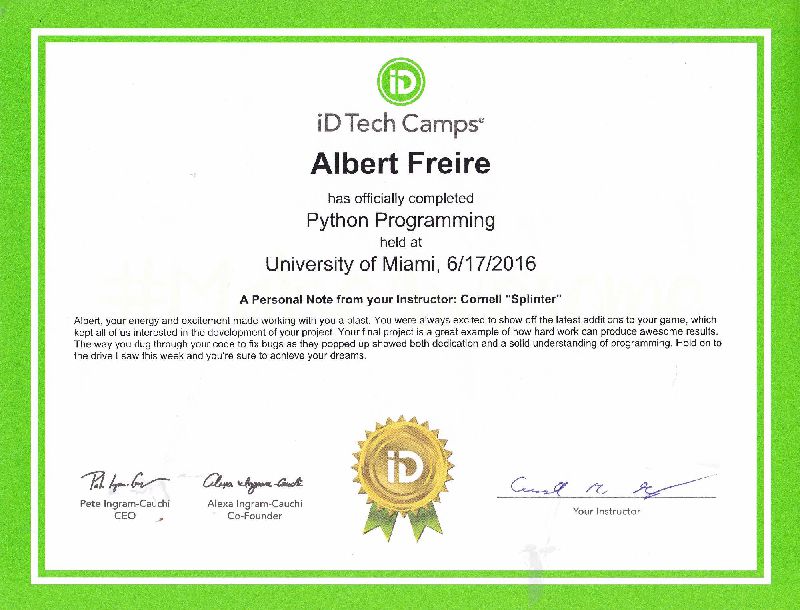 iD
iD Tech Camps®
Albert Freire
has officially completed
Python Programming
held at
University of Miami, 6/17/2016
A Personal Note from your Instructor: Cornell "Splinter"
Albert, your energy and excitement made working with you a blast. You were always excited to show off the latest additions to your game, which
kept all of us interested in the development of your project. Your final project is a great example of how hard work can produce awesome results.
The way you dug through your code to fix bugs as they popped up showed both dedication and a solid understanding of programming. Hold on to
the drive I saw this week and you're sure to achieve your dreams.
iD
Pete Ingram-Cauchi
CEO
Alexa Ingram-Cauchi
Co-Founder
Your Instructor